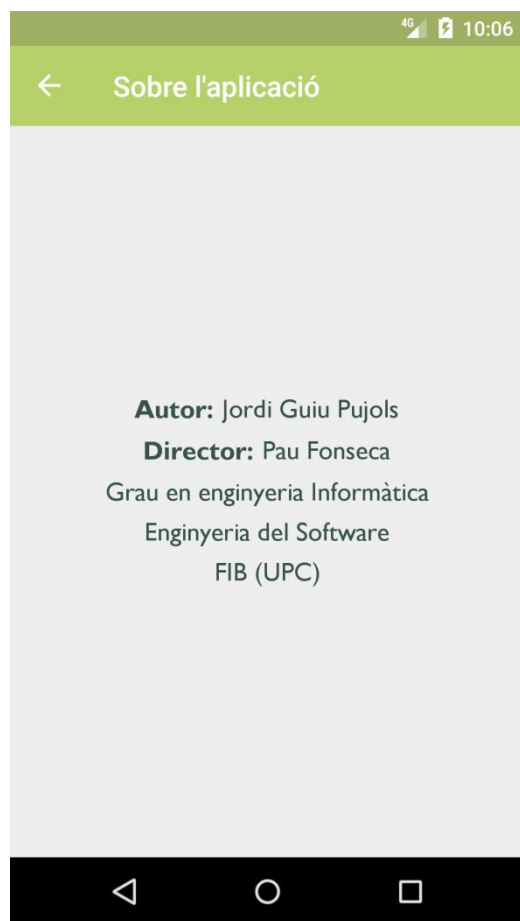 4G 10:06
Sobre l'aplicació
Autor: Jordi Guiu Pujols
Director: Pau Fonseca
Grau en enginyeria Informàtica
Enginyeria del Software
FIB (UPC)